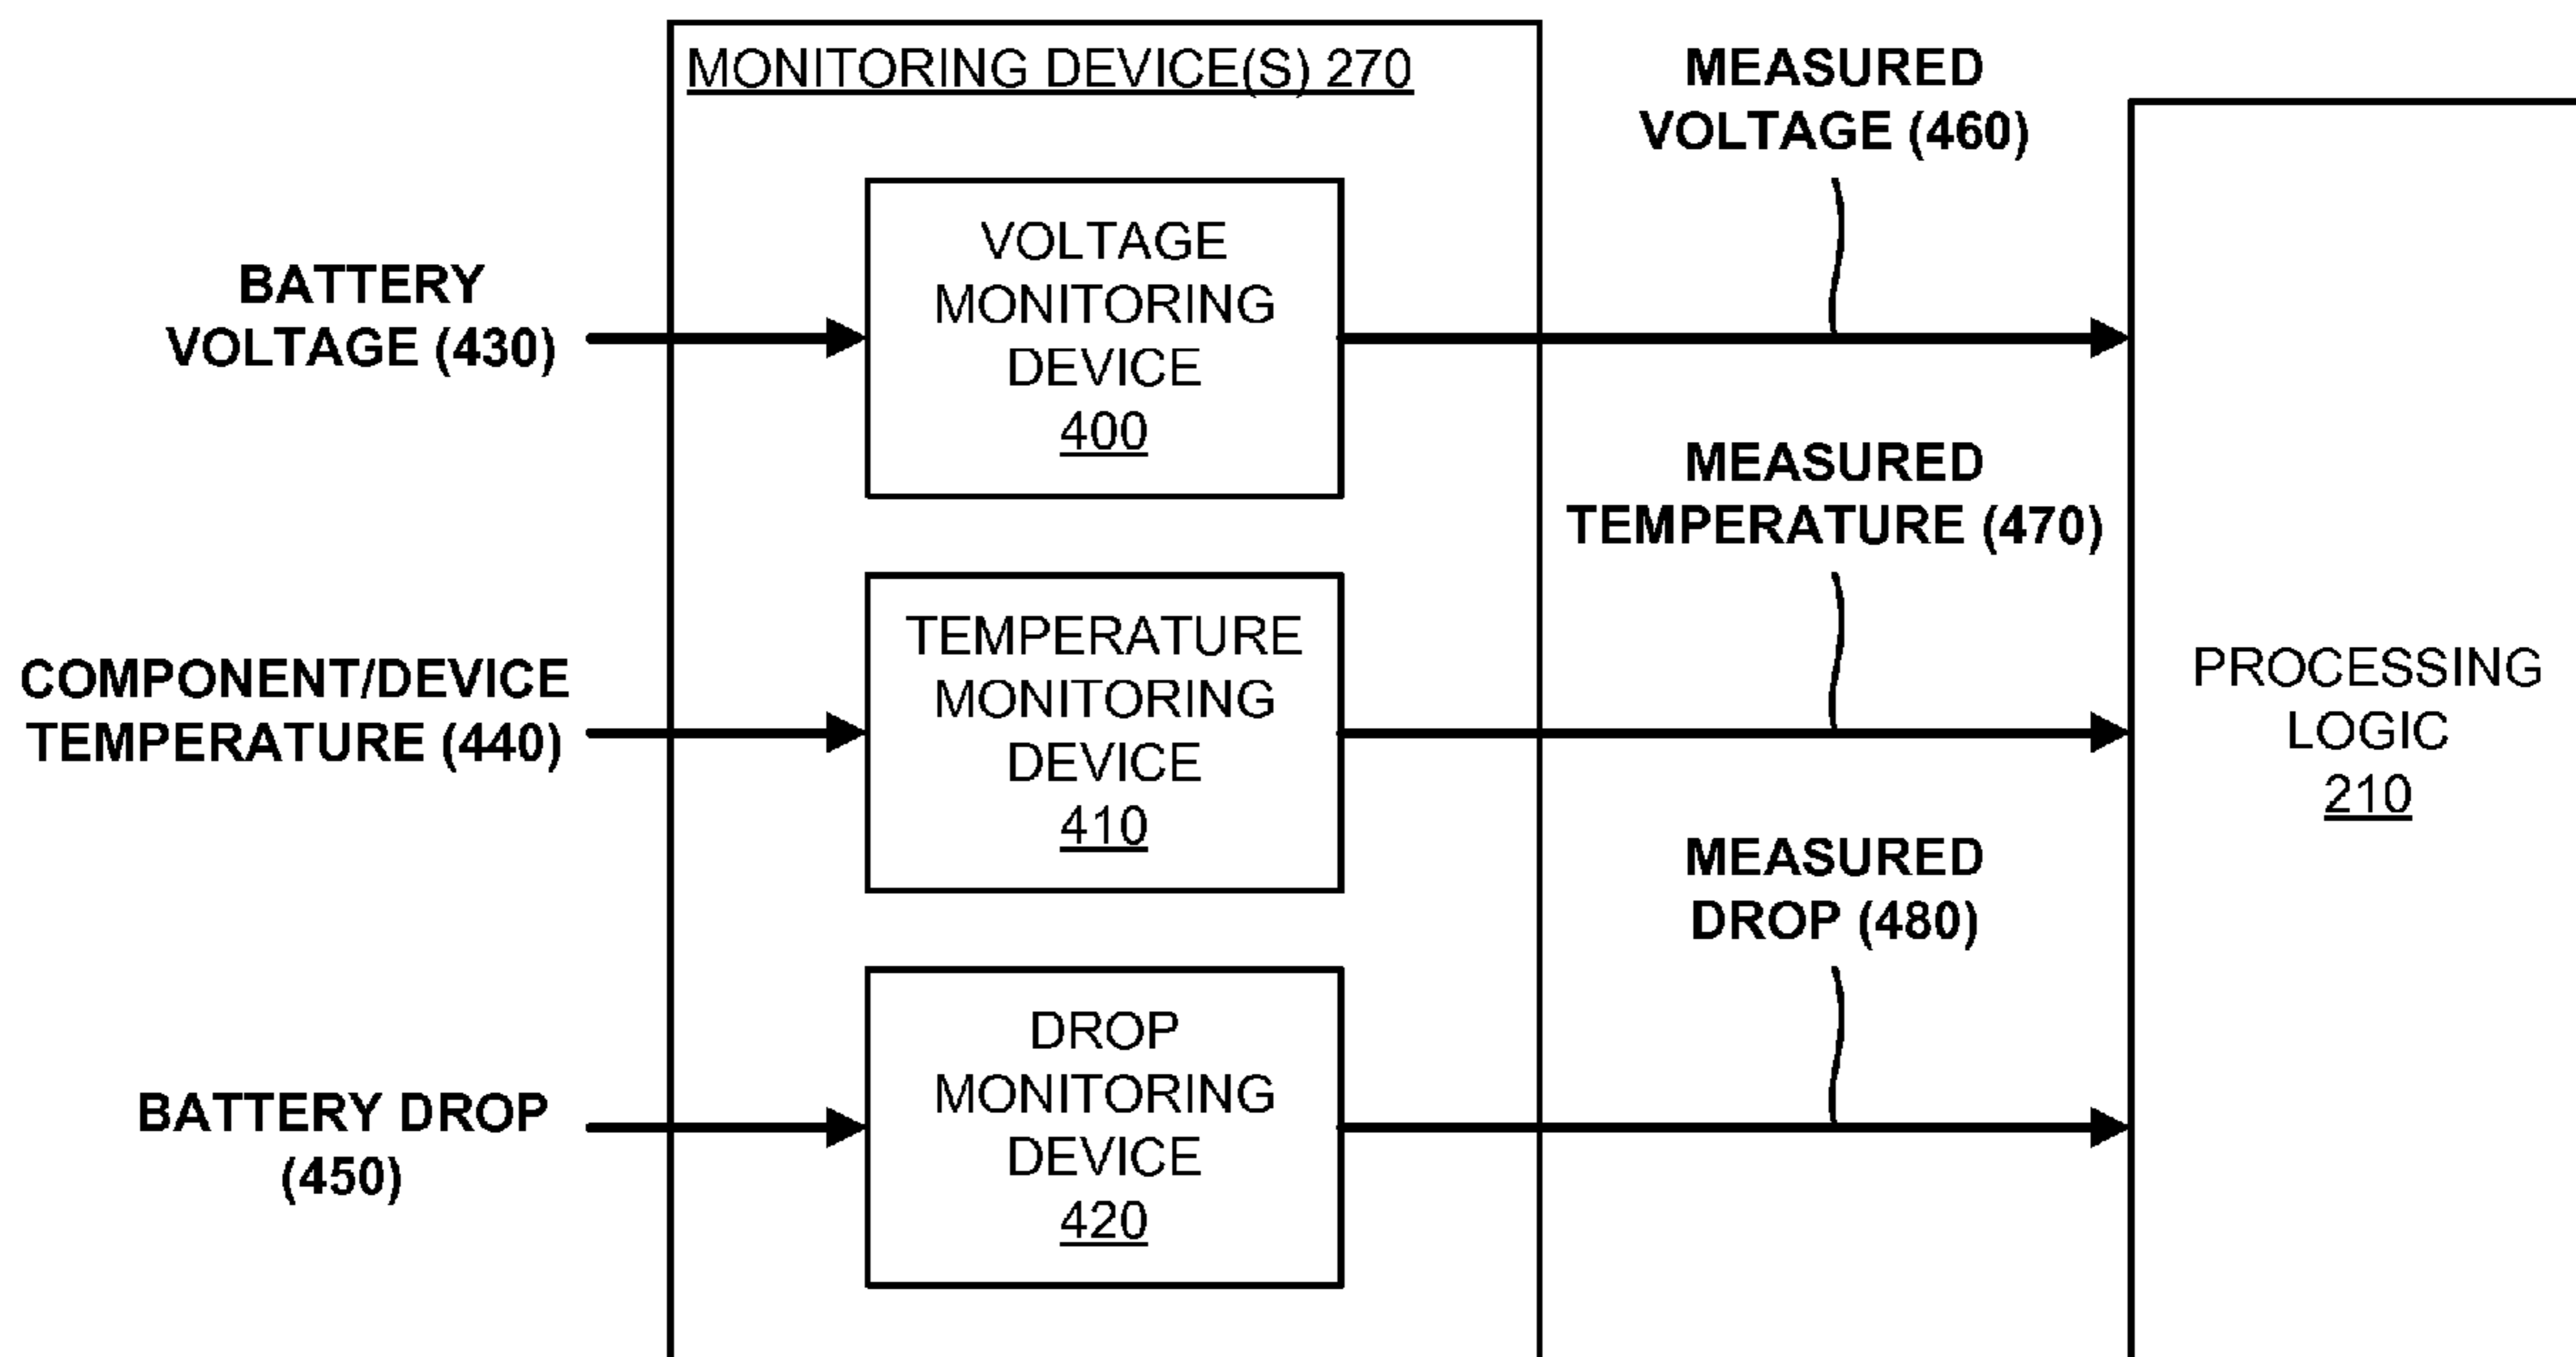 MONITORING DEVICE(S) 270
MEASURED
VOLTAGE (460)
BATTERY
VOLTAGE (430)
VOLTAGE
MONITORING
DEVICE
400
MEASURED
TEMPERATURE (470)
COMPONENT/DEVICE
TEMPERATURE (440)
TEMPERATURE
MONITORING
DEVICE
410
PROCESSING
LOGIC
210
MEASURED
DROP (480)
BATTERY DROP
(450)
DROP
MONITORING
DEVICE
420